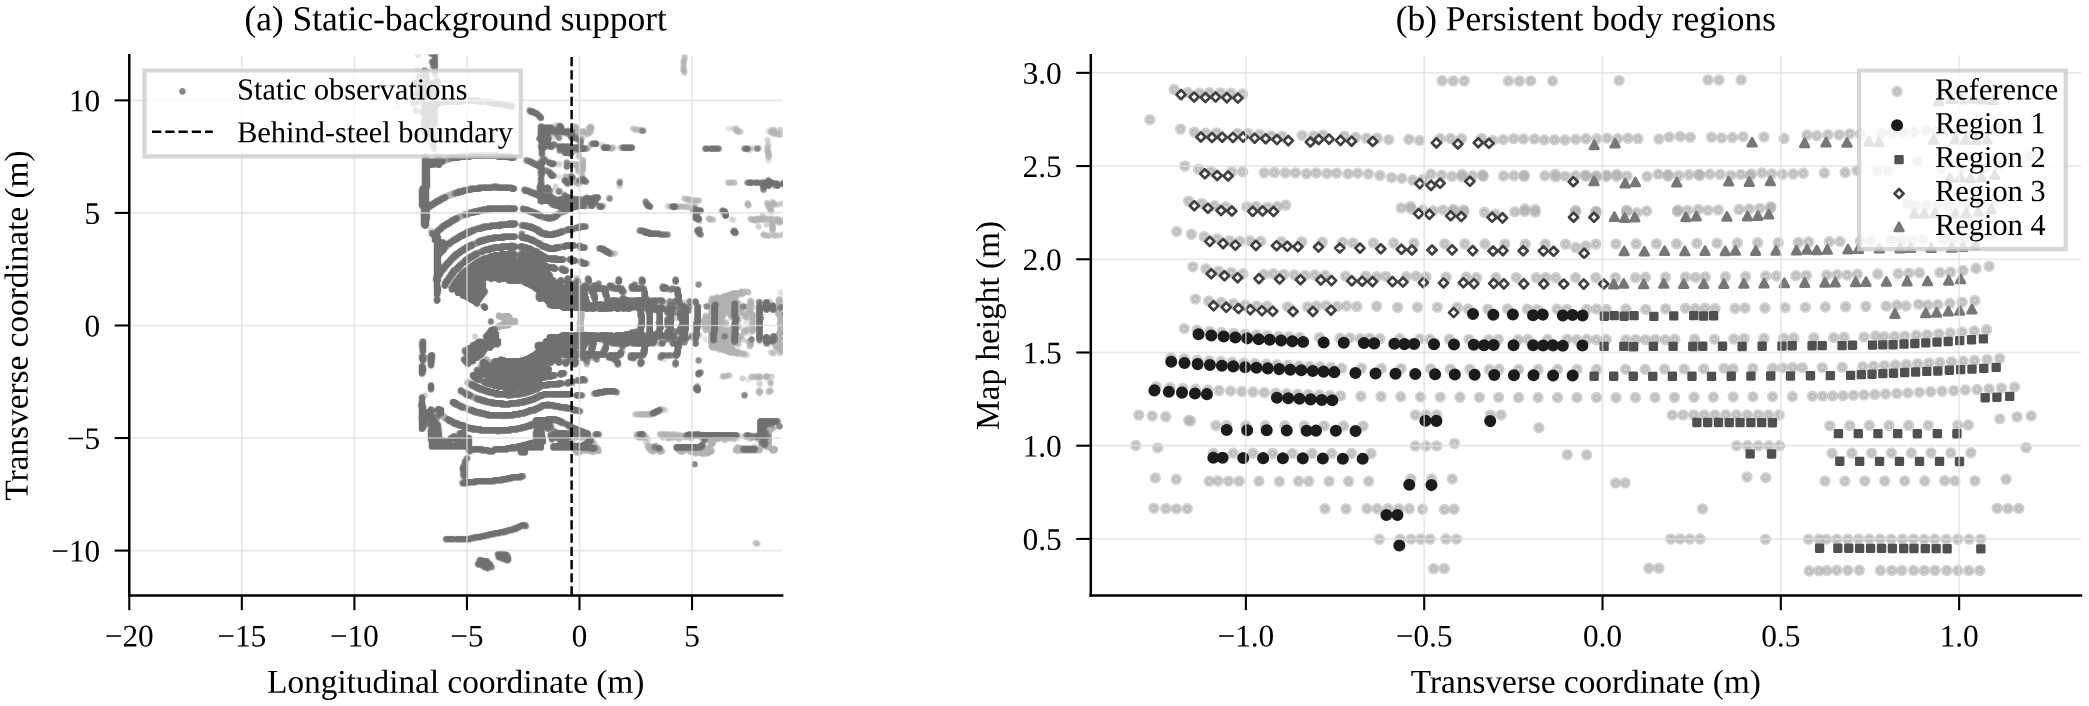 (a) Static-background support
Static observations
Behind-steel boundary
Transverse coordinate (m)
10
5
0
−5
−10
−20
−15
−10
−5
0
5
Longitudinal coordinate (m)
(b) Persistent body regions
Reference
Region 1
Region 2
Region 3
Region 4
Map height (m)
3.0
2.5
2.0
1.5
1.0
0.5
−1.0
−0.5
0.0
0.5
1.0
Transverse coordinate (m)